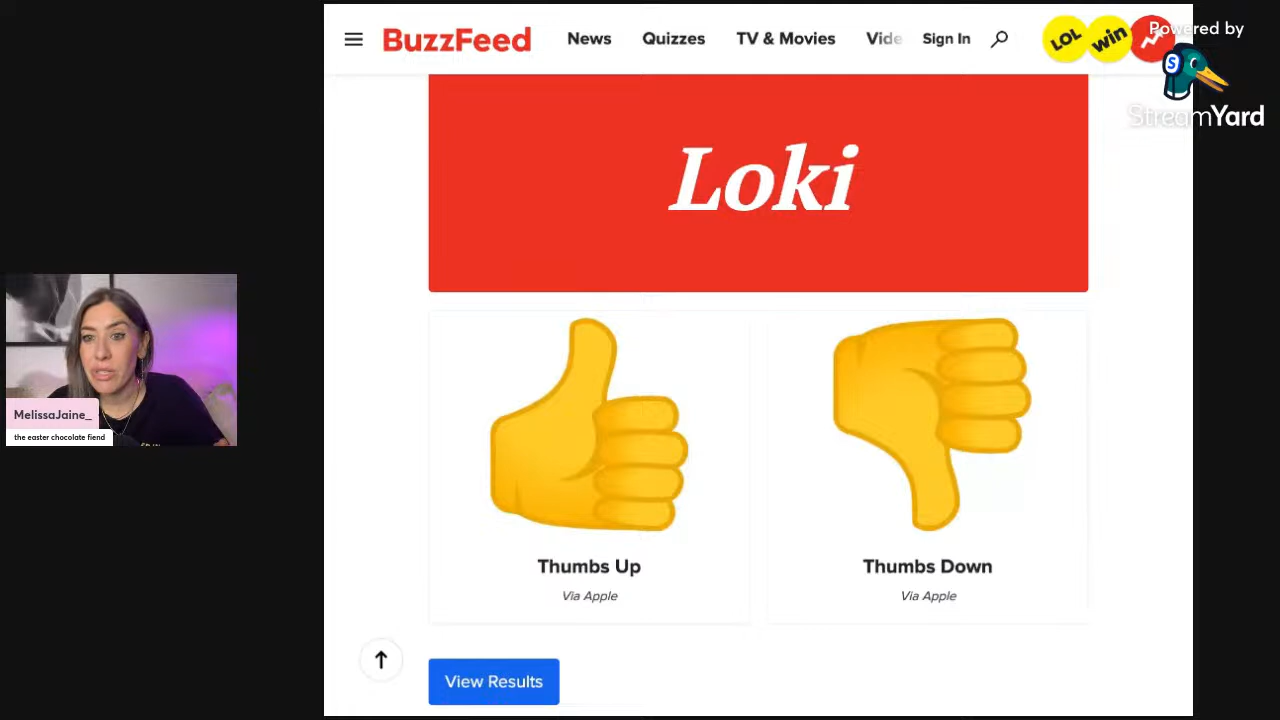 BuzzFeed
News
Quizzes
TV & Movies
Vide
Sign In
LOL
win
Powered by
S
StreamYard
Loki
MelissaJaine_
the easter chocolate fiend
Thumbs Up
Via Apple
Thumbs Down
Via Apple
View Results